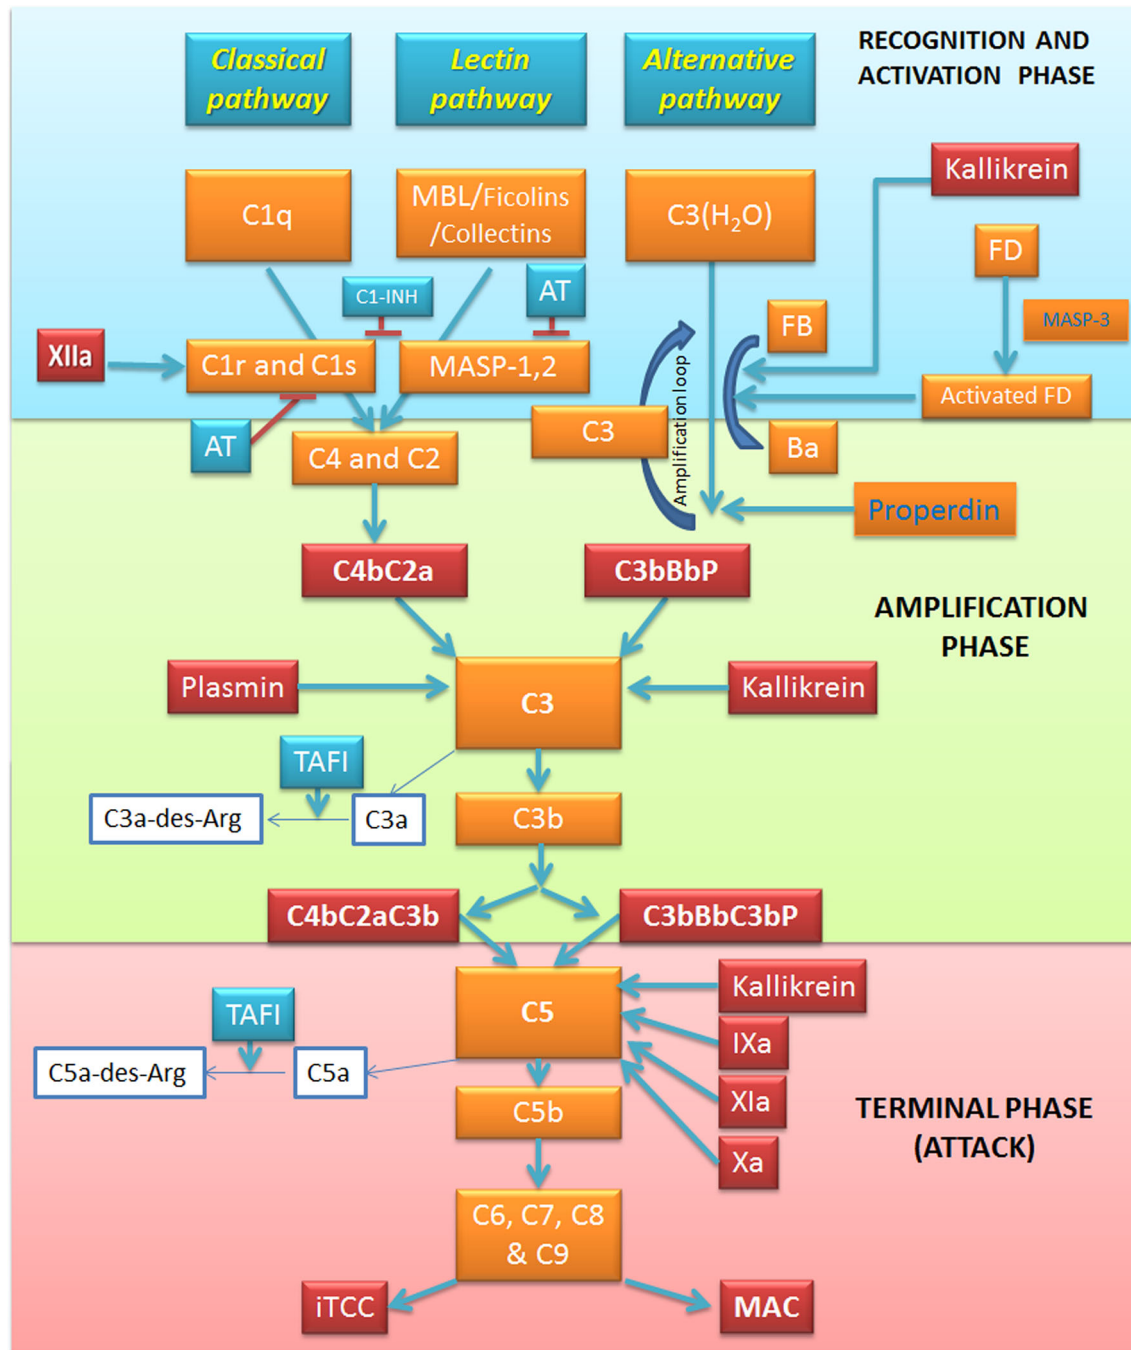 RECOGNITION AND
ACTIVATION PHASE
Classical
pathway
Lectin
pathway
Alternative
pathway
Kallikrein
C1q
MBL/Ficolins
/Collectins
C3(H₂O)
FD
C1-INH
AT
FB
MASP-3
XIIa
C1r and C1s
MASP-1,2
Activated FD
Amplification loop
C3
AT
C4 and C2
Ba
Properdin
C4bC2a
C3bBbP
AMPLIFICATION
PHASE
Plasmin
C3
Kallikrein
TAFI
C3a-des-Arg
C3a
C3b
C4bC2aC3b
C3bBbC3bP
C5
Kallikrein
TAFI
IXa
C5a-des-Arg
C5a
XIa
C5b
TERMINAL PHASE
(ATTACK)
Xa
C6, C7, C8
& C9
iTCC
MAC